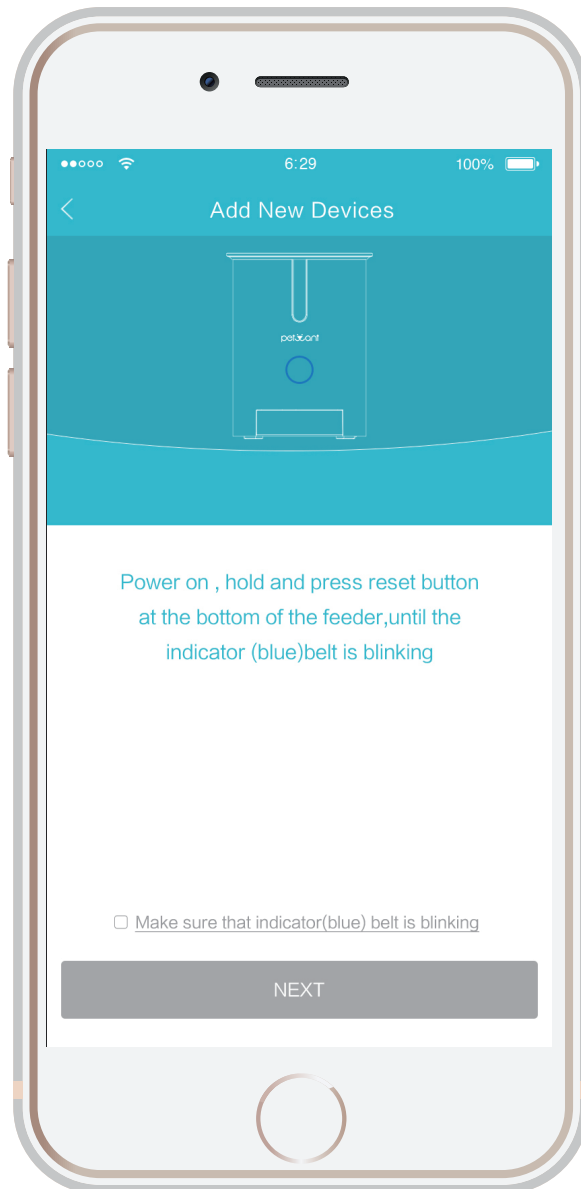 6:29
100%
Add New Devices
petwant
Power on , hold and press reset button
at the bottom of the feeder,until the
indicator (blue)belt is blinking
Make sure that indicator(blue) belt is blinking
NEXT